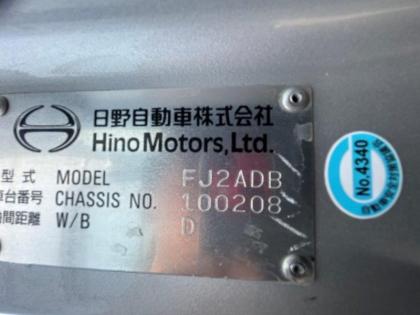 日野自動車株式会社
Hino Motors, Ltd.
型式 MODEL FJ2ADB
車台番号 CHASSIS NO. 100208
間距離 W/B D
No.4340